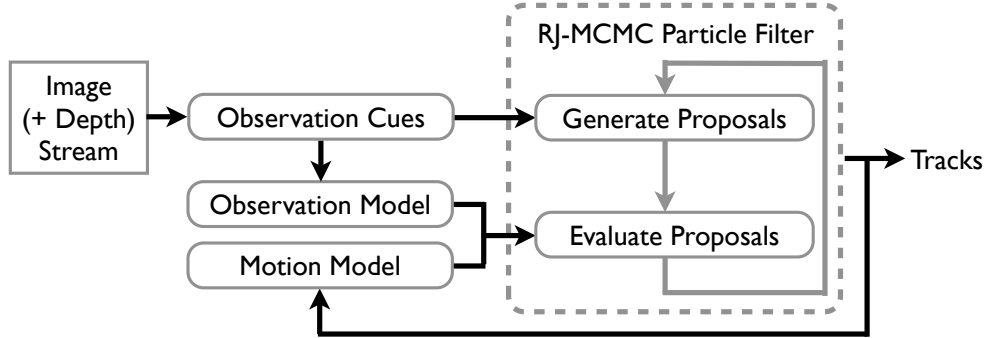 RJ-MCMC Particle Filter
Image
(+ Depth)
Stream
Observation Cues
Generate Proposals
Tracks
Observation Model
Evaluate Proposals
Motion Model